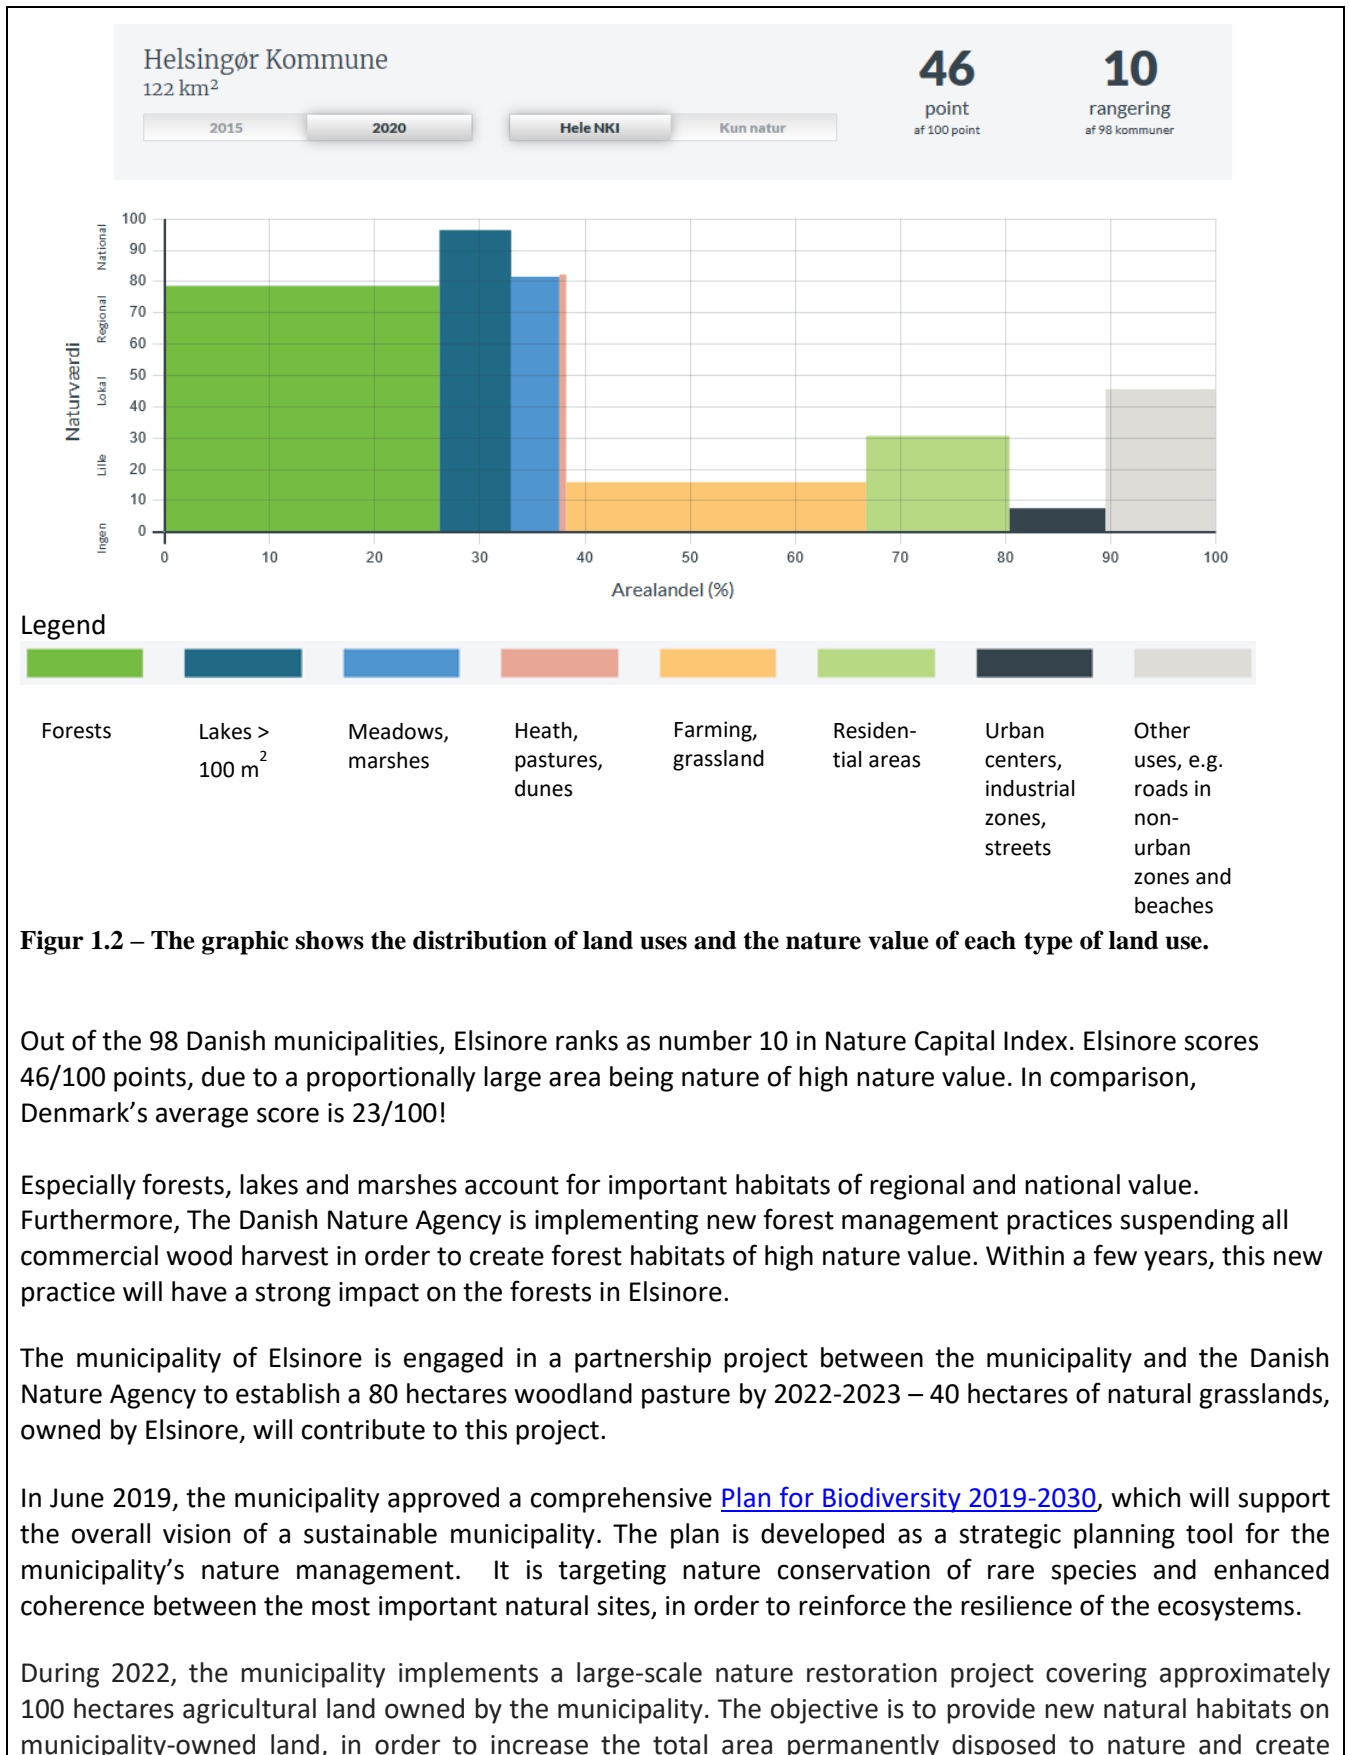 Helsingør Kommune
122 km²
2015 2020 Hele NKI Kun natur
46
point
af 100 point
10
rangering
af 98 kommuner
Naturværdi
Ingen Lille Lokal Regional National
100
90
80
70
60
50
40
30
20
10
0
0 10 20 30 40 50 60 70 80 90 100
Arealandel (%)
Legend
Forests
Lakes >
100 m²
Meadows,
marshes
Heath,
pastures,
dunes
Farming,
grassland
Residen-
tial areas
Urban
centers,
industrial
zones,
streets
Other
uses, e.g.
roads in
non-
urban
zones and
beaches
Figur 1.2 – The graphic shows the distribution of land uses and the nature value of each type of land use.
Out of the 98 Danish municipalities, Elsinore ranks as number 10 in Nature Capital Index. Elsinore scores
46/100 points, due to a proportionally large area being nature of high nature value. In comparison,
Denmark’s average score is 23/100!
Especially forests, lakes and marshes account for important habitats of regional and national value.
Furthermore, The Danish Nature Agency is implementing new forest management practices suspending all
commercial wood harvest in order to create forest habitats of high nature value. Within a few years, this new
practice will have a strong impact on the forests in Elsinore.
The municipality of Elsinore is engaged in a partnership project between the municipality and the Danish
Nature Agency to establish a 80 hectares woodland pasture by 2022-2023 – 40 hectares of natural grasslands,
owned by Elsinore, will contribute to this project.
In June 2019, the municipality approved a comprehensive Plan for Biodiversity 2019-2030, which will support
the overall vision of a sustainable municipality. The plan is developed as a strategic planning tool for the
municipality’s nature management. It is targeting nature conservation of rare species and enhanced
coherence between the most important natural sites, in order to reinforce the resilience of the ecosystems.
During 2022, the municipality implements a large-scale nature restoration project covering approximately
100 hectares agricultural land owned by the municipality. The objective is to provide new natural habitats on
municipality-owned land, in order to increase the total area permanently disposed to nature and create